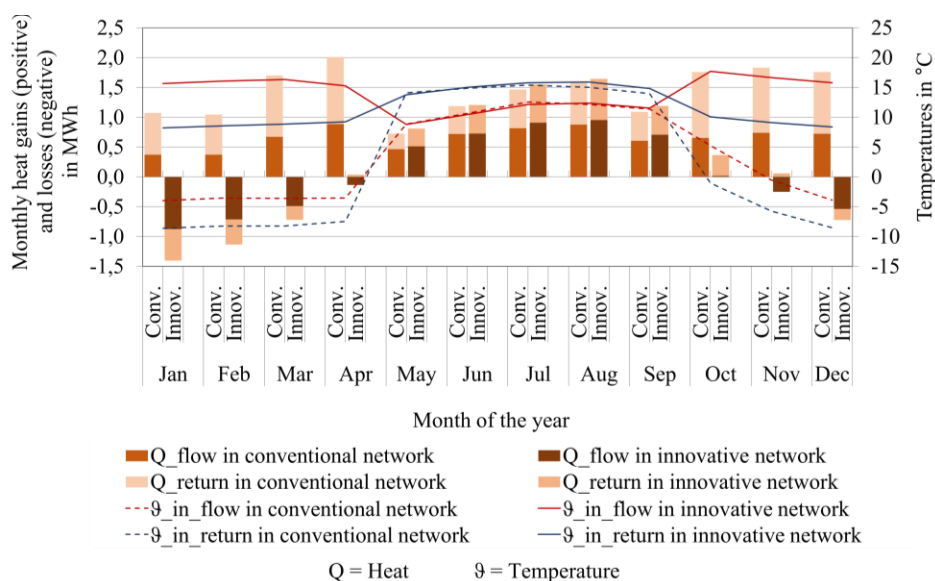 Monthly heat gains (positive)
and losses (negative)
in MWh
2,5
2,0
1,5
1,0
0,5
0,0
-0,5
-1,0
-1,5
25
20
15
10
5
0
-5
-10
-15
Temperatures in °C
Conv. Innov. Conv. Innov. Conv. Innov. Conv. Innov. Conv. Innov. Conv. Innov. Conv. Innov. Conv. Innov. Conv. Innov. Conv. Innov. Conv. Innov. Conv. Innov.
Jan Feb Mar Apr May Jun Jul Aug Sep Oct Nov Dec
Month of the year
Q_flow in conventional network Q_flow in innovative network
Q_return in conventional network Q_return in innovative network
ϑ_in_flow in conventional network ϑ_in_flow in innovative network
ϑ_in_return in conventional network ϑ_in_return in innovative network
Q = Heat ϑ = Temperature